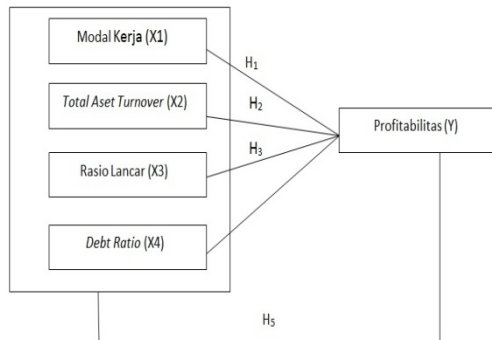 Modal Kerja (X1)
H₁
Total Aset Turnover (X2)
H₂
Profitabilitas (Y)
H₃
Rasio Lancar (X3)
Debt Ratio (X4)
H₅